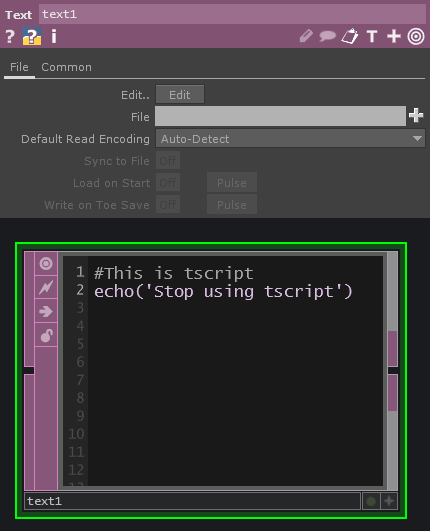 Text text1
? ? i T
File Common
Edit.. Edit
File
Default Read Encoding Auto-Detect
Sync to File Off
Load on Start Off Pulse
Write on Toe Save Off Pulse
1 #This is tscript
2 echo('Stop using tscript')
3
4
5
6
7
8
9
10
11
12
text1